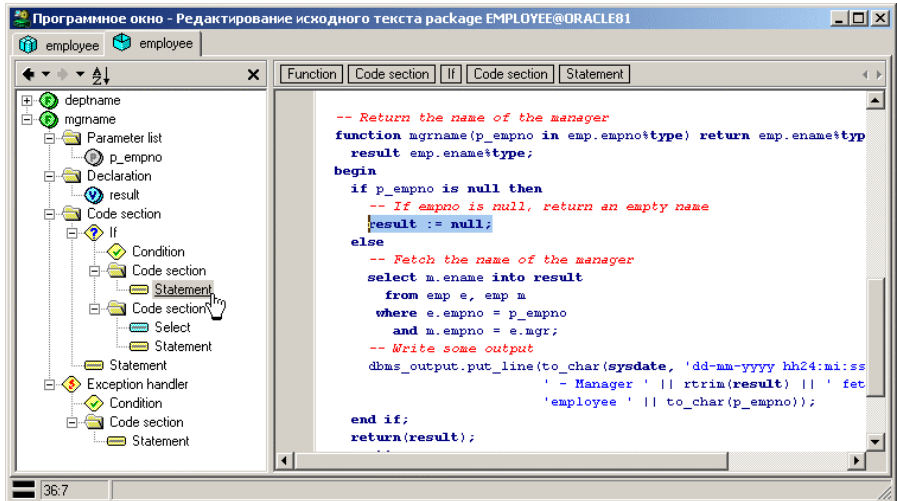 Программное окно - Редактирование исходного текста package EMPLOYEE@ORACLE81
employee employee
Function Code section If Code section Statement
deptname
mgrname
Parameter list
p_empno
Declaration
result
Code section
If
Condition
Code section
Statement
Code section
Select
Statement
Statement
Exception handler
Condition
Code section
Statement
-- Return the name of the manager
function mgrname(p_empno in emp.empno%type) return emp.ename%typ
result emp.ename%type;
begin
if p_empno is null then
-- If empno is null, return an empty name
result := null;
else
-- Fetch the name of the manager
select m.ename into result
from emp e, emp m
where e.empno = p_empno
and m.empno = e.mgr;
-- Write some output
dbms_output.put_line(to_char(sysdate, 'dd-mm-yyyy hh24:mi:ss
' - Manager ' || rtrim(result) || ' fet
'employee ' || to_char(p_empno));
end if;
return(result);
36:7